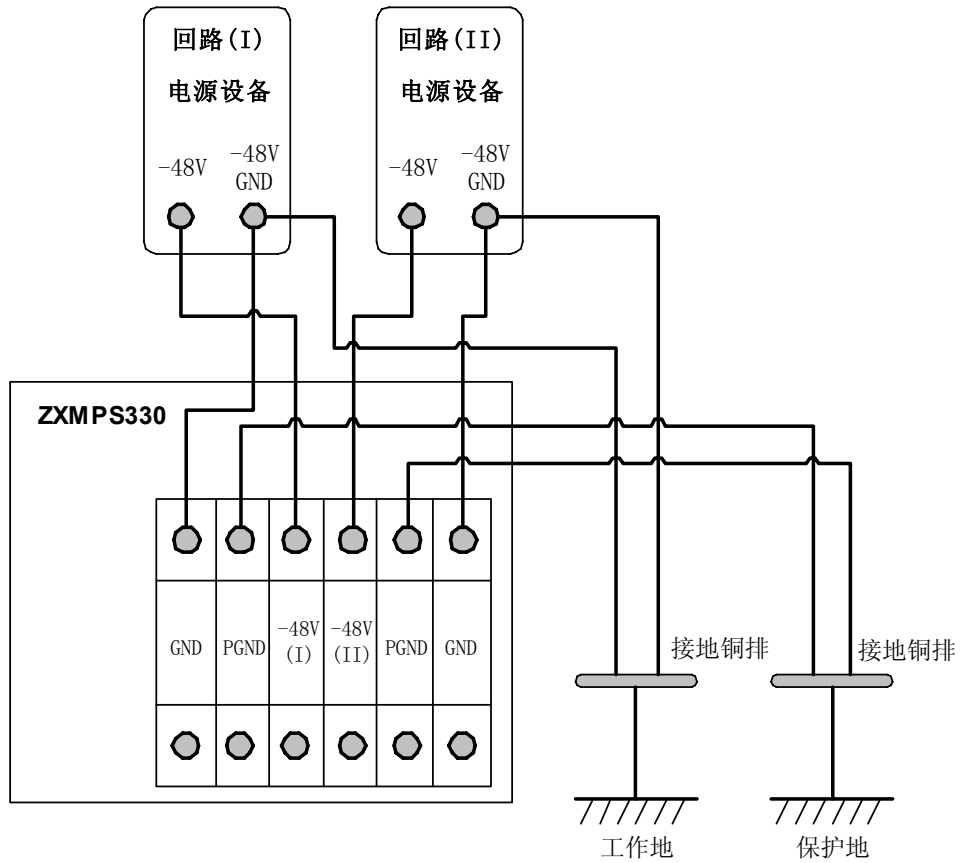 回路(I)
电源设备
-48V
-48V
GND
回路(II)
电源设备
-48V
-48V
GND
ZXMPS330
GND
PGND
-48V
(I)
-48V
(II)
PGND
GND
接地铜排
接地铜排
工作地
保护地